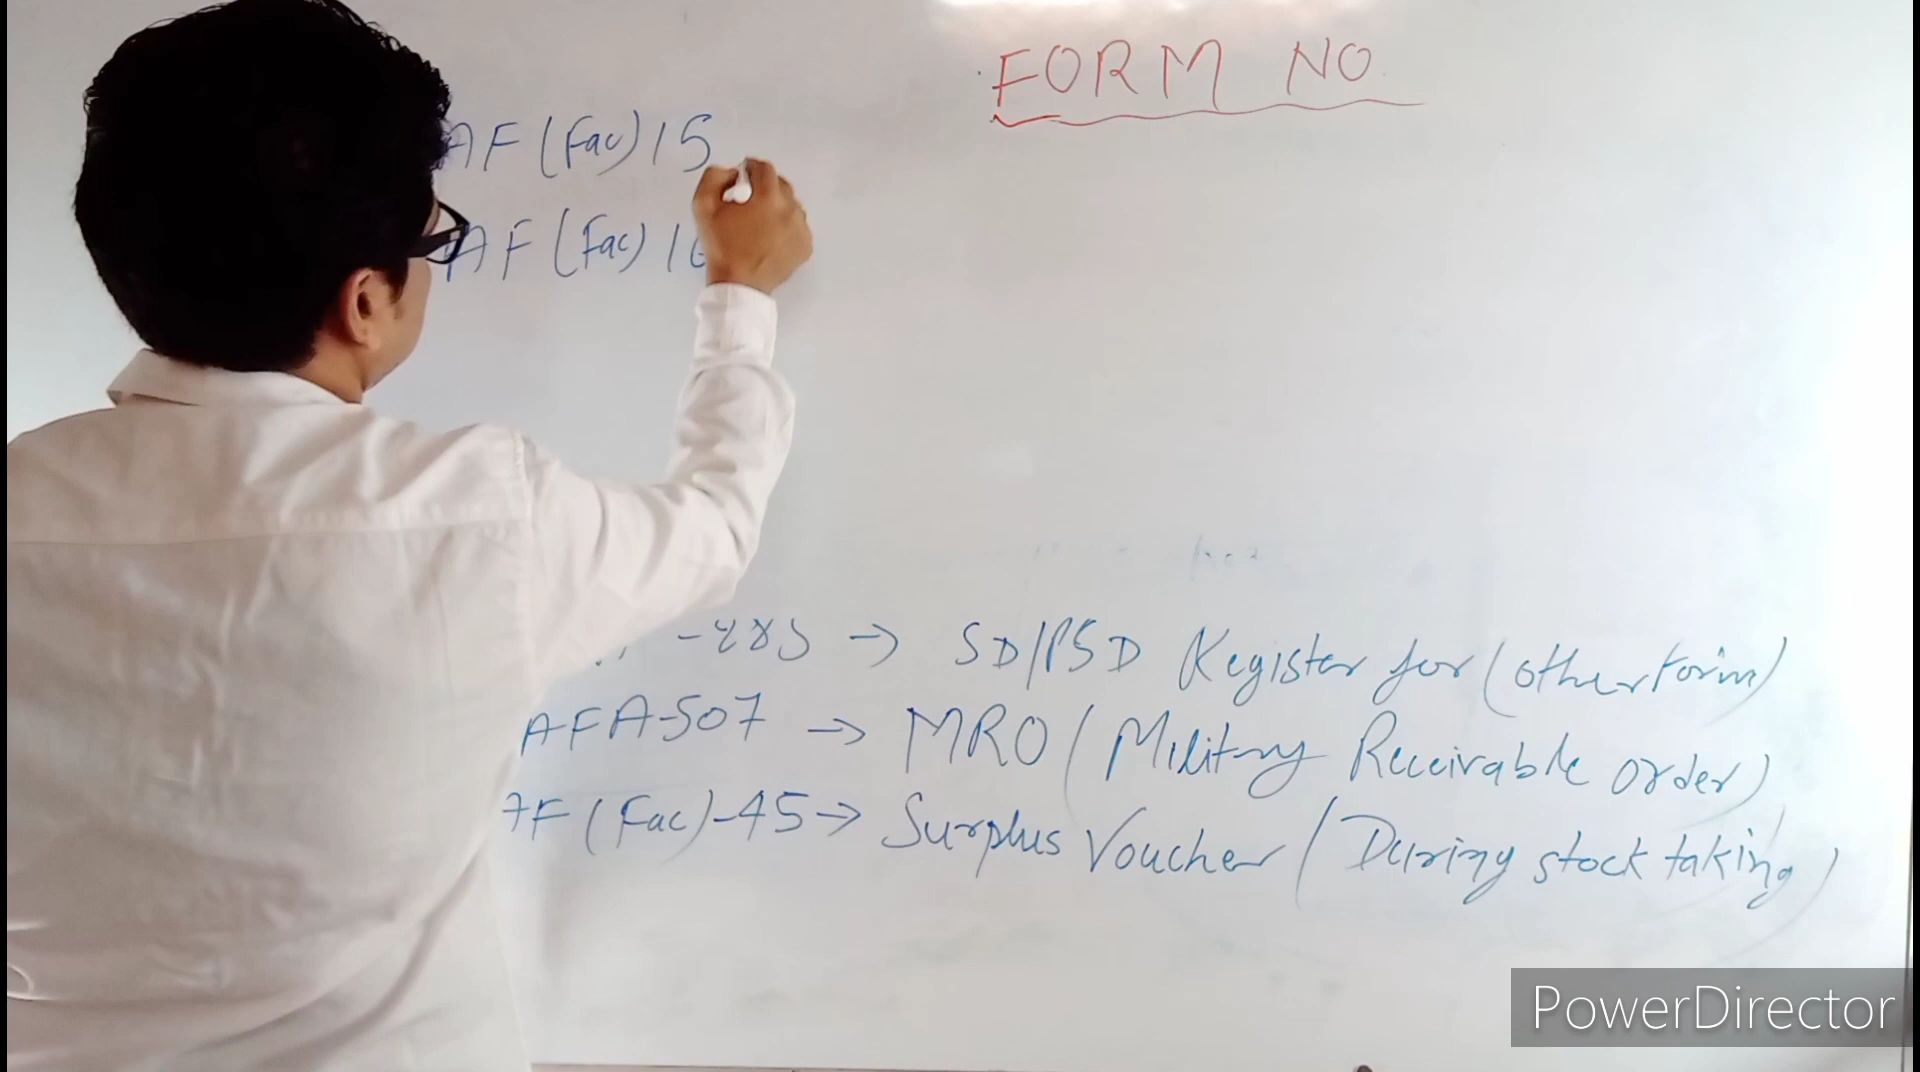 FORM NO
AF (Fac) 15
AF (Fac) 16
→ SD/PSD Register for (other form)
AFA-507 → MRO (Military Receivable order)
AF (Fac)-45 → Surplus Voucher (During stock taking)
PowerDirector